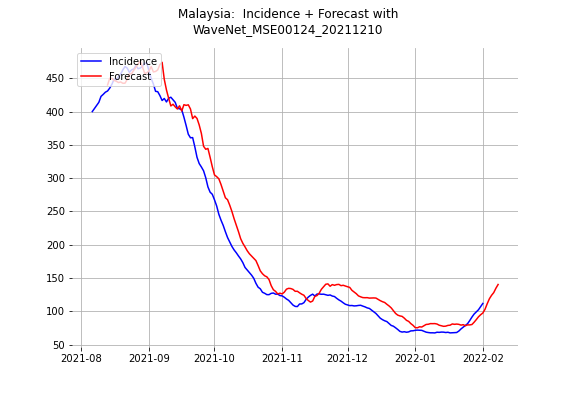 Malaysia:  Incidence + Forecast with
WaveNet_MSE00124_20211210
Incidence
Forecast
450
400
350
300
250
200
150
100
50
2021-08 2021-09 2021-10 2021-11 2021-12 2022-01 2022-02